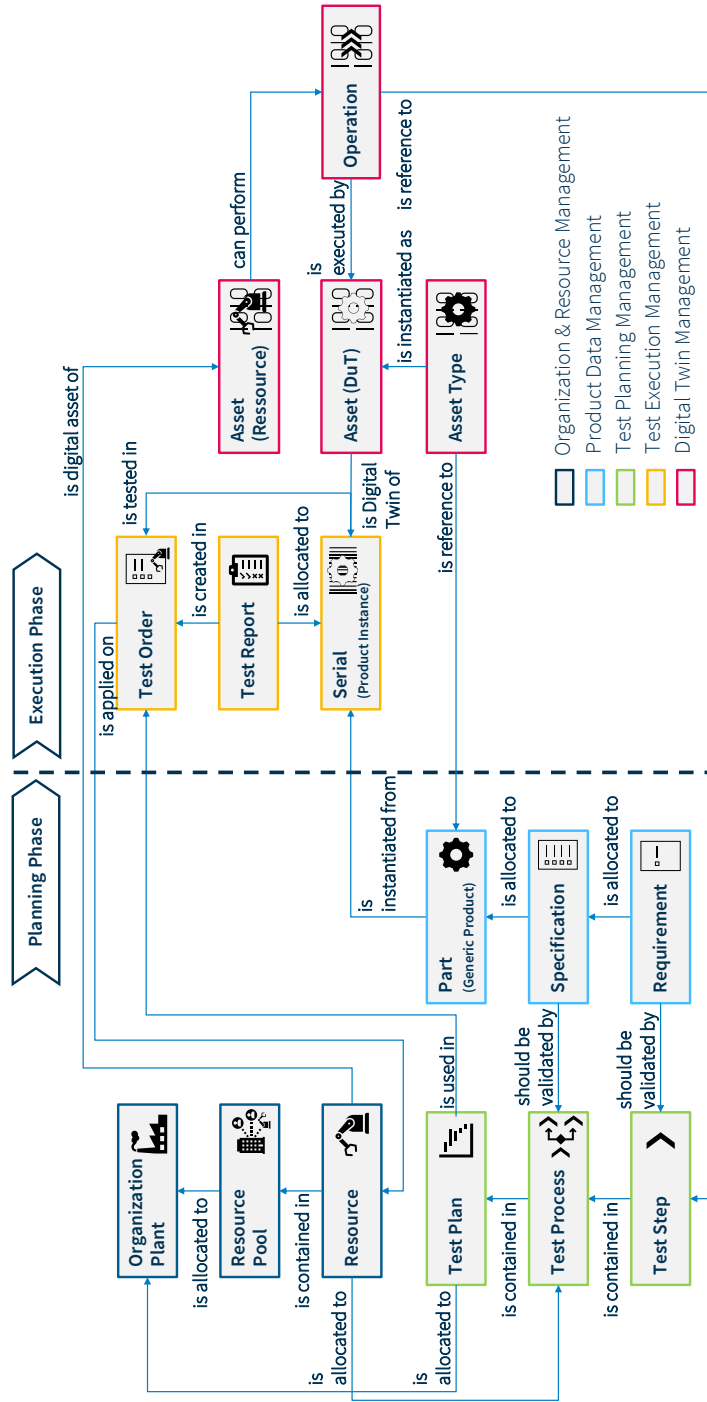 Planning Phase
Execution Phase
is digital asset of
is applied on
Organization
Plant
Test Order
is tested in
is allocated to
is created in
Resource
Pool
Test Report
Asset
(Ressource)
can perform
is contained in
is allocated to
Resource
Serial
(Product Instance)
Asset (DuT)
Operation
is
allocated to
is
instantiated from
is Digital
Twin of
is
executed by
is
allocated to
Test Plan
is used in
Part
(Generic Product)
is reference to
Asset Type
is instantiated as
is reference to
is contained in
should be
validated by
is allocated to
Test Process
Specification
is contained in
should be
validated by
is allocated to
Test Step
Requirement
Organization & Resource Management
Product Data Management
Test Planning Management
Test Execution Management
Digital Twin Management